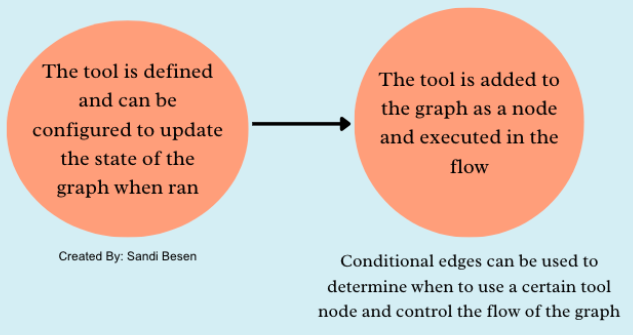 The tool is defined
and can be
configured to update
the state of the
graph when ran
The tool is added to
the graph as a node
and executed in the
flow
Created By: Sandi Besen
Conditional edges can be used to
determine when to use a certain tool
node and control the flow of the graph